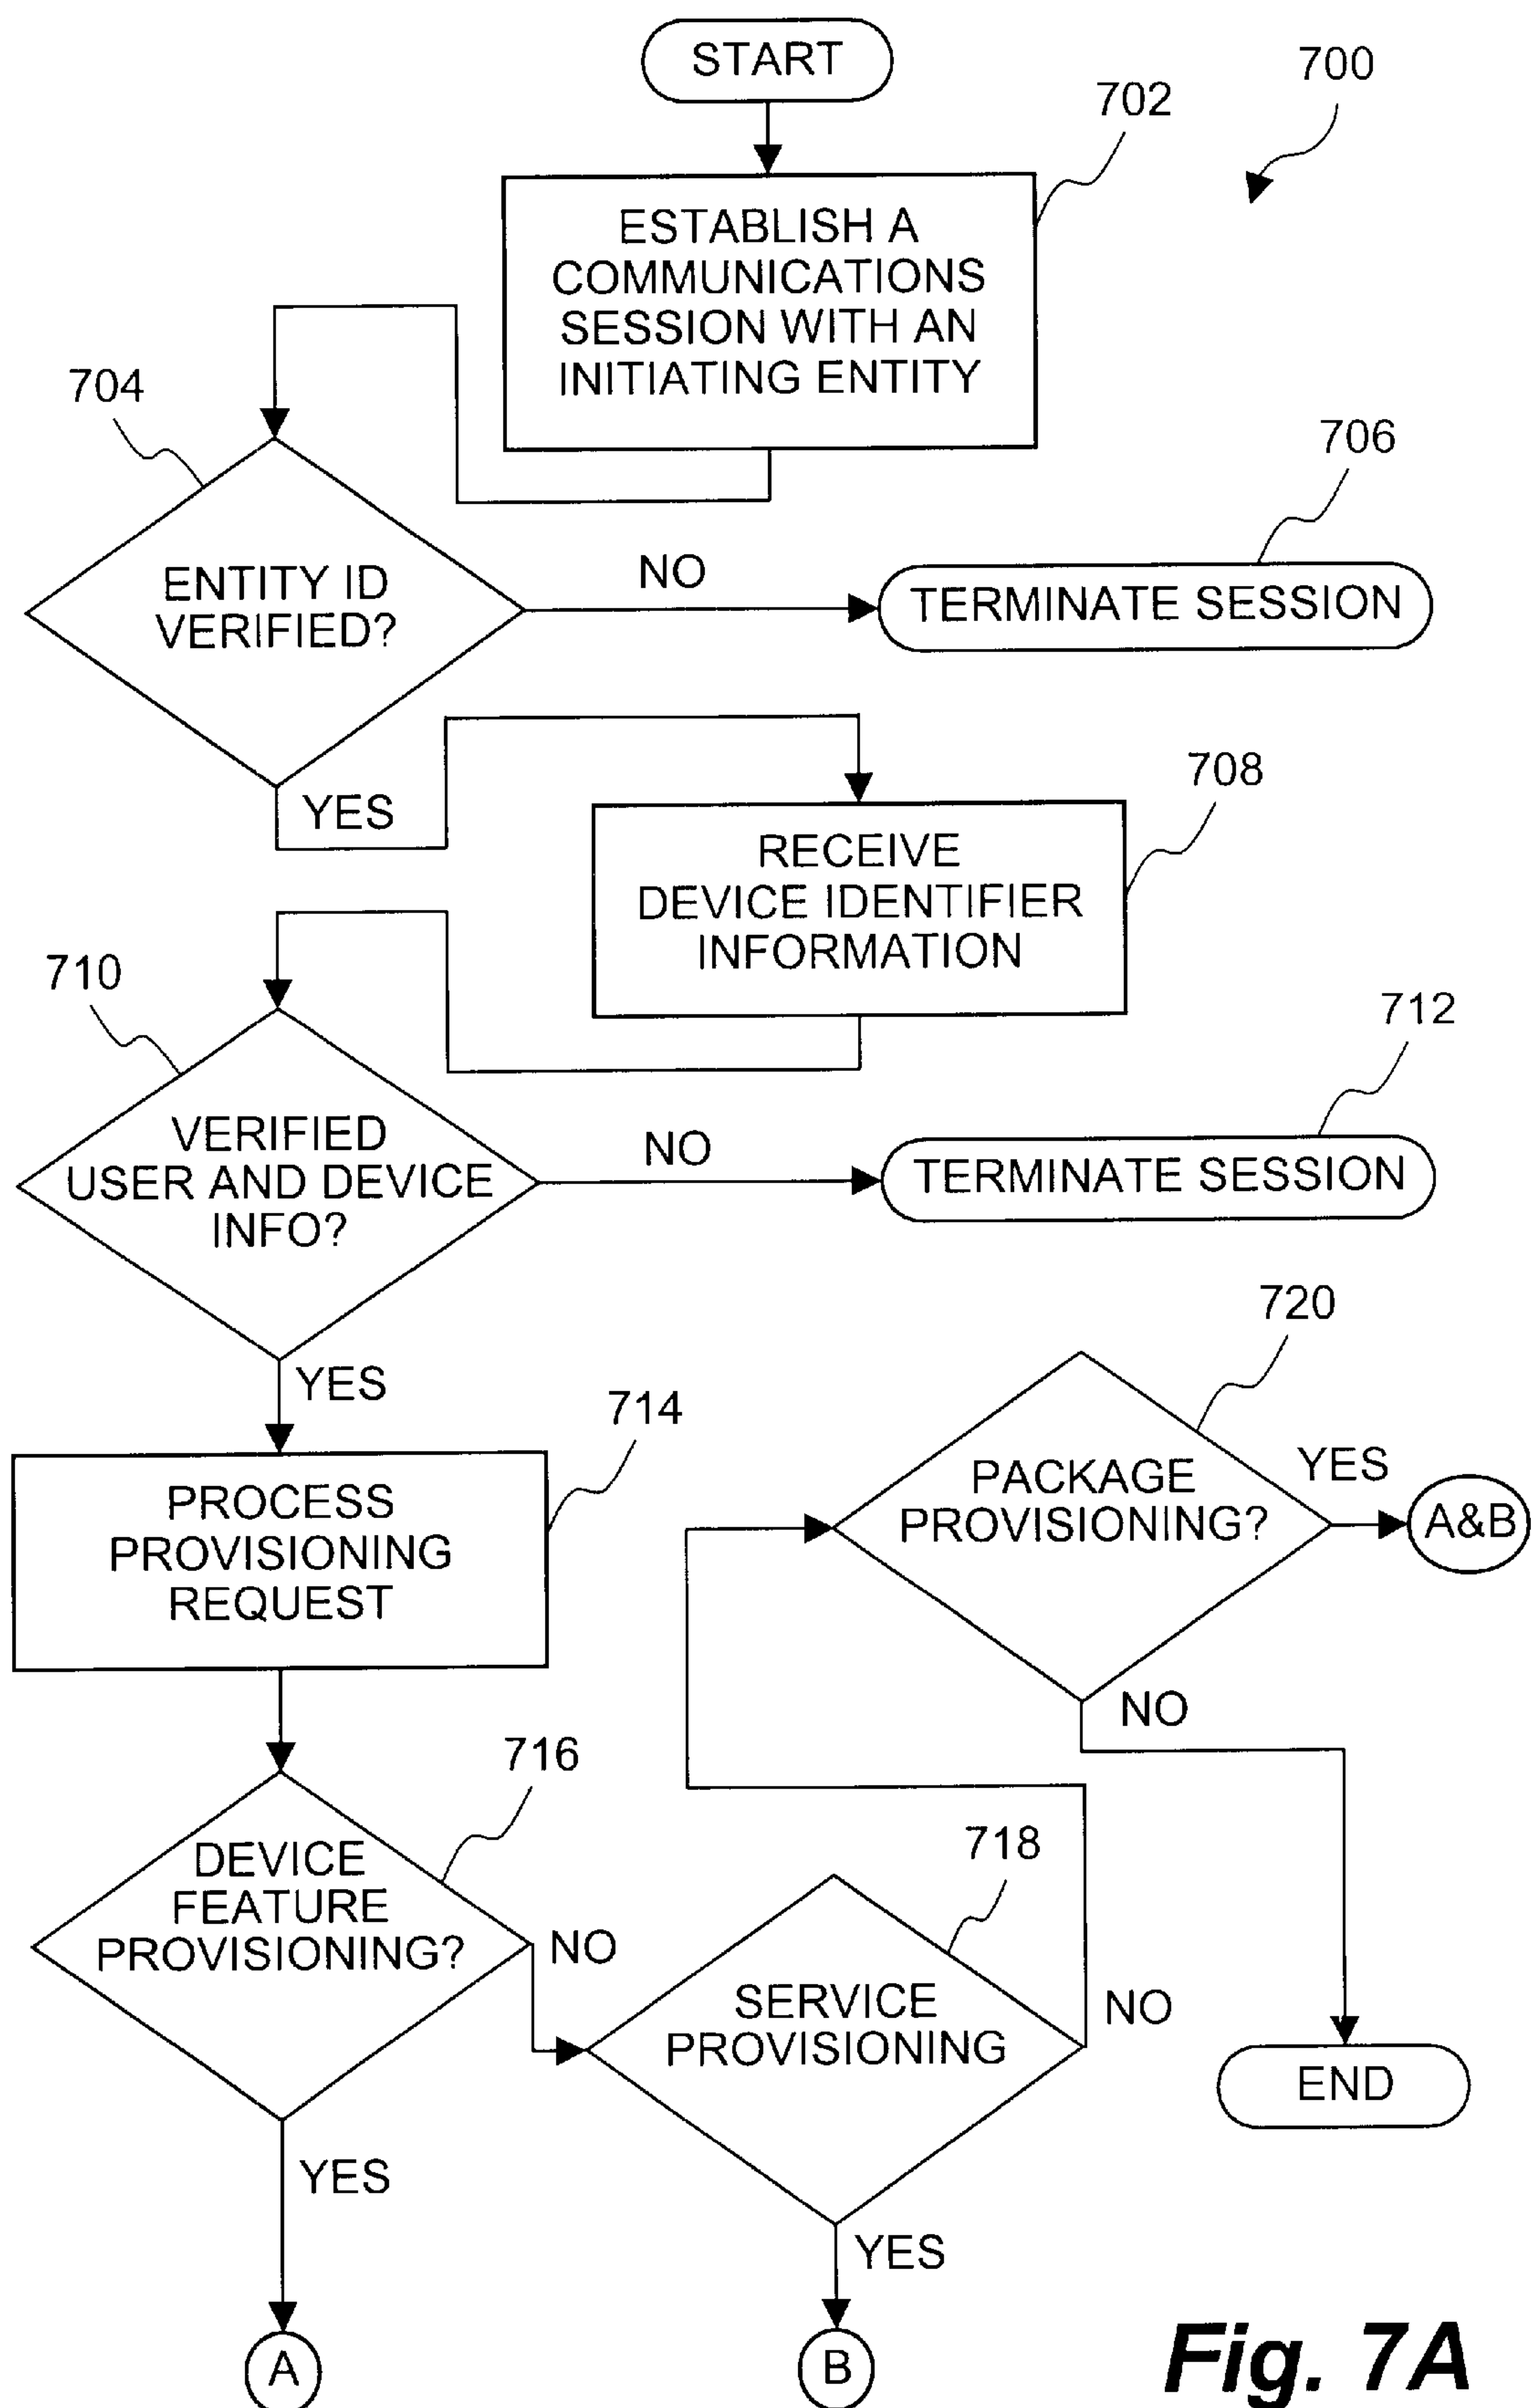 START
700
702
ESTABLISH A
COMMUNICATIONS
SESSION WITH AN
INITIATING ENTITY
704
706
ENTITY ID
VERIFIED?
NO
TERMINATE SESSION
YES
708
RECEIVE
DEVICE IDENTIFIER
INFORMATION
710
712
VERIFIED
USER AND DEVICE
INFO?
NO
TERMINATE SESSION
YES
714
PROCESS
PROVISIONING
REQUEST
720
PACKAGE
PROVISIONING?
YES
A&B
NO
716
DEVICE
FEATURE
PROVISIONING?
NO
718
SERVICE
PROVISIONING
NO
END
YES
YES
A
B
Fig. 7A